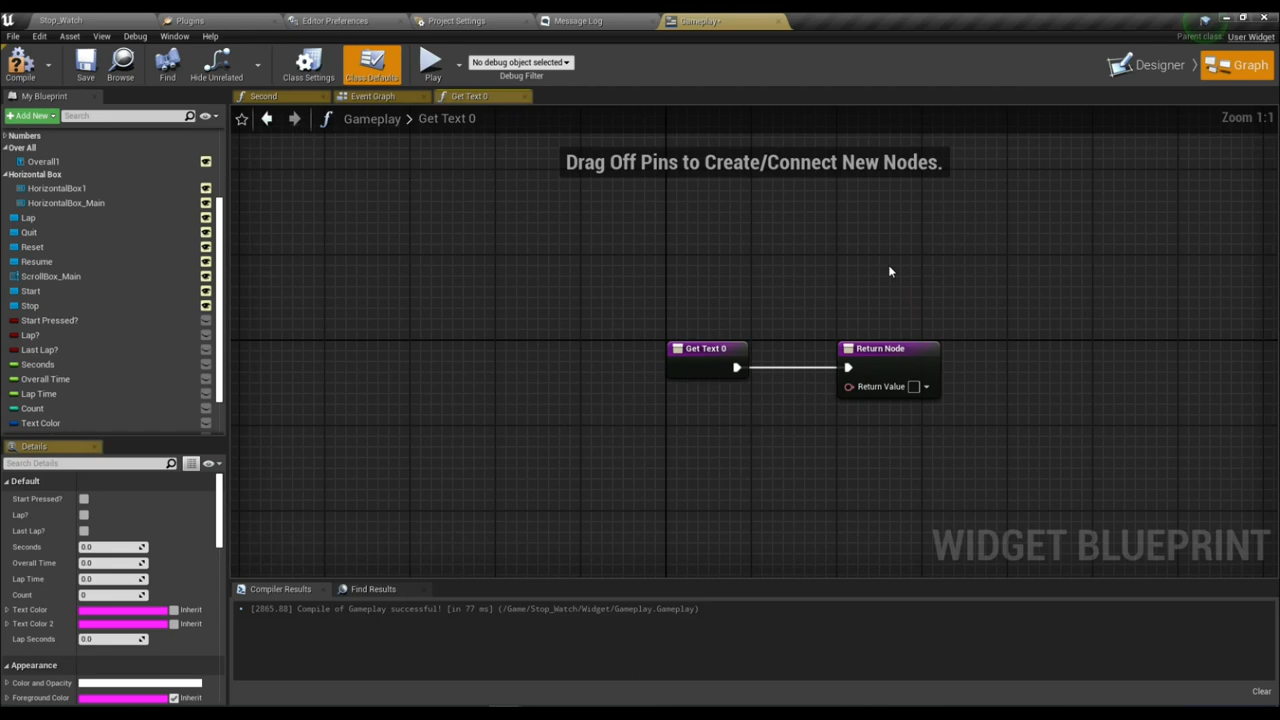 Stop_Watch
Plugins
Editor Preferences
Project Settings
Message Log
Gameplay*
File Edit Asset View Debug Window Help
Parent class: User Widget
Compile
Save
Browse
Find
Hide Unrelated
Class Settings
Class Defaults
Play
No debug object selected
Debug Filter
Designer
Graph
My Blueprint
Second
Event Graph
Get Text 0
+Add New
Search
Gameplay > Get Text 0
Zoom 1:1
Numbers
Over All
Overall1
Horizontal Box
HorizontalBox1
HorizontalBox_Main
Lap
Quit
Reset
Resume
ScrollBox_Main
Start
Stop
Start Pressed?
Lap?
Last Lap?
Seconds
Overall Time
Lap Time
Count
Text Color
Drag Off Pins to Create/Connect New Nodes.
Get Text 0
Return Node
Return Value
WIDGET BLUEPRINT
Details
Search Details
Default
Start Pressed?
Lap?
Last Lap?
Seconds 0.0
Overall Time 0.0
Lap Time 0.0
Count 0
Text Color Inherit
Text Color 2 Inherit
Lap Seconds 0.0
Appearance
Color and Opacity
Foreground Color Inherit
Compiler Results
Find Results
[2865.88] Compile of Gameplay successful! [in 77 ms] (/Game/Stop_Watch/Widget/Gameplay.Gameplay)
Clear